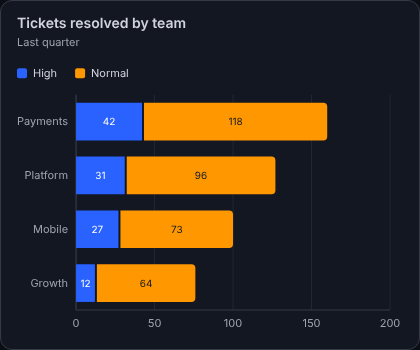 Tickets resolved by team
Last quarter
High Normal
Payments 42 118
Platform 31 96
Mobile 27 73
Growth 12 64
0 50 100 150 200